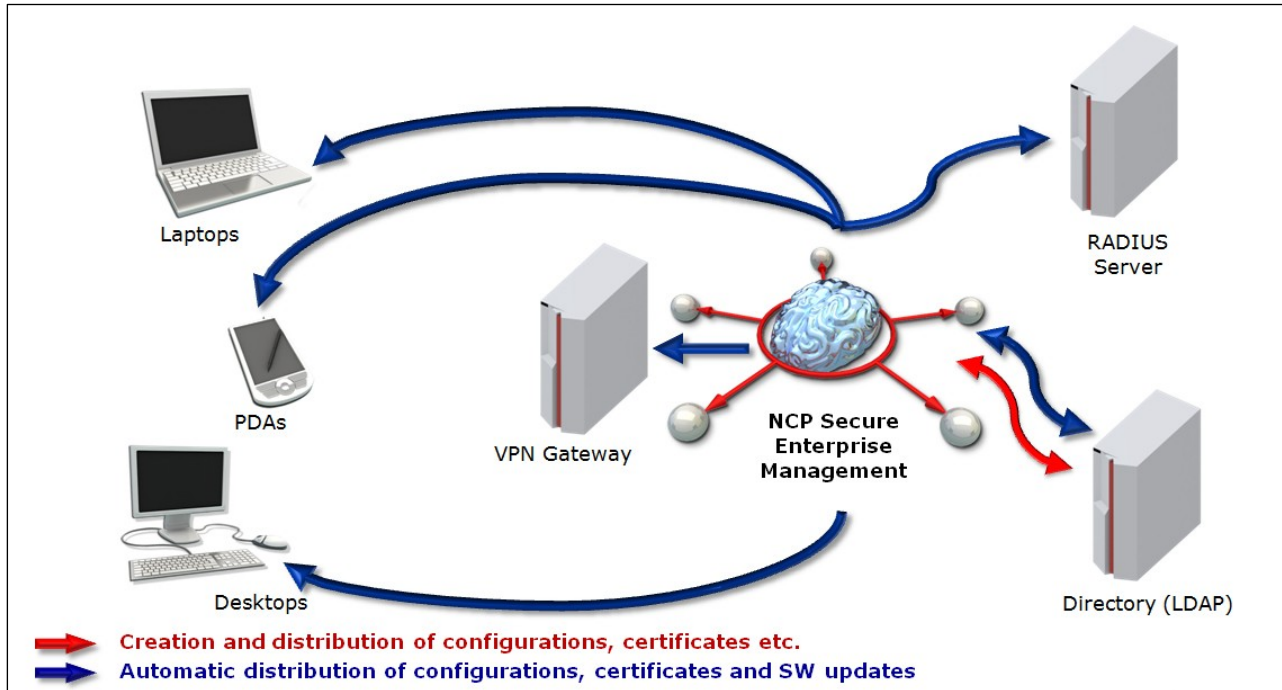 Laptops
RADIUS
Server
PDAs
VPN Gateway
NCP Secure
Enterprise
Management
Desktops
Directory (LDAP)
Creation and distribution of configurations, certificates etc.
Automatic distribution of configurations, certificates and SW updates